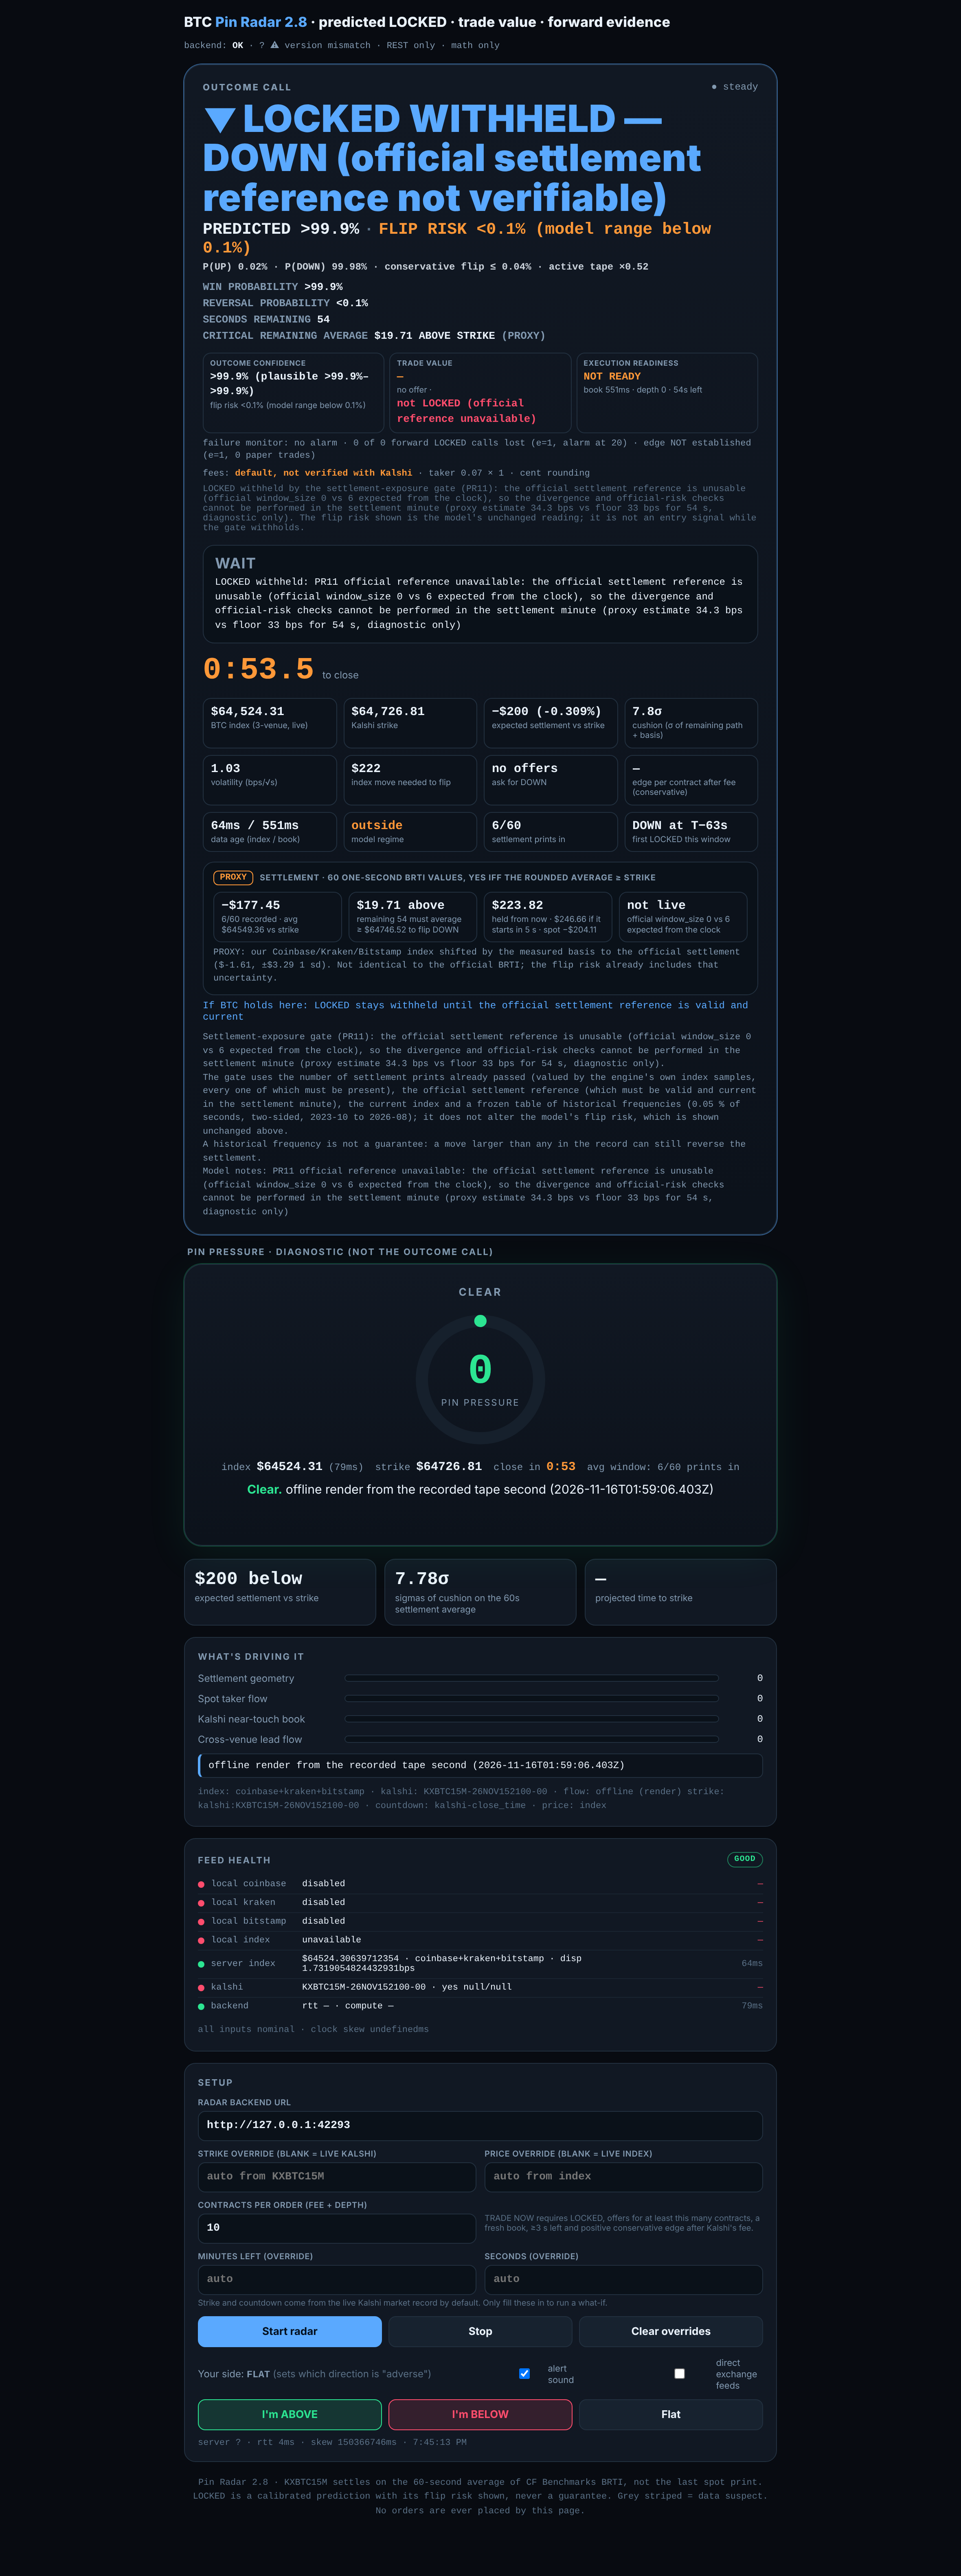 BTC Pin Radar 2.8 · predicted LOCKED · trade value · forward evidence
backend: OK · ? ⚠ version mismatch · REST only · math only
OUTCOME CALL
● steady
▼ LOCKED WITHHELD —
DOWN (official settlement
reference not verifiable)
PREDICTED >99.9% · FLIP RISK <0.1% (model range below
0.1%)
P(UP) 0.02% · P(DOWN) 99.98% · conservative flip ≤ 0.04% · active tape ×0.52
WIN PROBABILITY >99.9%
REVERSAL PROBABILITY <0.1%
SECONDS REMAINING 54
CRITICAL REMAINING AVERAGE $19.71 ABOVE STRIKE (PROXY)
OUTCOME CONFIDENCE
>99.9% (plausible >99.9%–
>99.9%)
flip risk <0.1% (model range below 0.1%)
TRADE VALUE
—
no offer ·
not LOCKED (official
reference unavailable)
EXECUTION READINESS
NOT READY
book 551ms · depth 0 · 54s left
failure monitor: no alarm · 0 of 0 forward LOCKED calls lost (e=1, alarm at 20) · edge NOT established
(e=1, 0 paper trades)
fees: default, not verified with Kalshi · taker 0.07 × 1 · cent rounding
LOCKED withheld by the settlement-exposure gate (PR11): the official settlement reference is unusable
(official window_size 0 vs 6 expected from the clock), so the divergence and official-risk checks
cannot be performed in the settlement minute (proxy estimate 34.3 bps vs floor 33 bps for 54 s,
diagnostic only). The flip risk shown is the model's unchanged reading; it is not an entry signal while
the gate withholds.
WAIT
LOCKED withheld: PR11 official reference unavailable: the official settlement reference is
unusable (official window_size 0 vs 6 expected from the clock), so the divergence and
official-risk checks cannot be performed in the settlement minute (proxy estimate 34.3 bps
vs floor 33 bps for 54 s, diagnostic only)
0:53.5 to close
$64,524.31
BTC index (3-venue, live)
$64,726.81
Kalshi strike
−$200 (-0.309%)
expected settlement vs strike
7.8σ
cushion (σ of remaining path
+ basis)
1.03
volatility (bps/√s)
$222
index move needed to flip
no offers
ask for DOWN
—
edge per contract after fee
(conservative)
64ms / 551ms
data age (index / book)
outside
model regime
6/60
settlement prints in
DOWN at T−63s
first LOCKED this window
PROXY SETTLEMENT · 60 ONE-SECOND BRTI VALUES, YES IFF THE ROUNDED AVERAGE ≥ STRIKE
−$177.45
6/60 recorded · avg
$64549.36 vs strike
$19.71 above
remaining 54 must average
≥ $64746.52 to flip DOWN
$223.82
held from now · $246.66 if it
starts in 5 s · spot −$204.11
not live
official window_size 0 vs 6
expected from the clock
PROXY: our Coinbase/Kraken/Bitstamp index shifted by the measured basis to the official settlement
($-1.61, ±$3.29 1 sd). Not identical to the official BRTI; the flip risk already includes that
uncertainty.
If BTC holds here: LOCKED stays withheld until the official settlement reference is valid and
current
Settlement-exposure gate (PR11): the official settlement reference is unusable (official window_size 0
vs 6 expected from the clock), so the divergence and official-risk checks cannot be performed in the
settlement minute (proxy estimate 34.3 bps vs floor 33 bps for 54 s, diagnostic only).
The gate uses the number of settlement prints already passed (valued by the engine's own index samples,
every one of which must be present), the official settlement reference (which must be valid and current
in the settlement minute), the current index and a frozen table of historical frequencies (0.05 % of
seconds, two-sided, 2023-10 to 2026-08); it does not alter the model's flip risk, which is shown
unchanged above.
A historical frequency is not a guarantee: a move larger than any in the record can still reverse the
settlement.
Model notes: PR11 official reference unavailable: the official settlement reference is unusable
(official window_size 0 vs 6 expected from the clock), so the divergence and official-risk checks
cannot be performed in the settlement minute (proxy estimate 34.3 bps vs floor 33 bps for 54 s,
diagnostic only)
PIN PRESSURE · DIAGNOSTIC (NOT THE OUTCOME CALL)
CLEAR
0
PIN PRESSURE
index $64524.31 (79ms) strike $64726.81 close in 0:53 avg window: 6/60 prints in
Clear. offline render from the recorded tape second (2026-11-16T01:59:06.403Z)
$200 below
expected settlement vs strike
7.78σ
sigmas of cushion on the 60s
settlement average
—
projected time to strike
WHAT'S DRIVING IT
Settlement geometry 0
Spot taker flow 0
Kalshi near-touch book 0
Cross-venue lead flow 0
offline render from the recorded tape second (2026-11-16T01:59:06.403Z)
index: coinbase+kraken+bitstamp · kalshi: KXBTC15M-26NOV152100-00 · flow: offline (render) strike:
kalshi:KXBTC15M-26NOV152100-00 · countdown: kalshi-close_time · price: index
FEED HEALTH
GOOD
local coinbase disabled —
local kraken disabled —
local bitstamp disabled —
local index unavailable —
server index $64524.30639712354 · coinbase+kraken+bitstamp · disp
1.7319054824432931bps 64ms
kalshi KXBTC15M-26NOV152100-00 · yes null/null —
backend rtt — · compute — 79ms
all inputs nominal · clock skew undefinedms
SETUP
RADAR BACKEND URL
http://127.0.0.1:42293
STRIKE OVERRIDE (BLANK = LIVE KALSHI)
auto from KXBTC15M
PRICE OVERRIDE (BLANK = LIVE INDEX)
auto from index
CONTRACTS PER ORDER (FEE + DEPTH)
10
TRADE NOW requires LOCKED, offers for at least this many contracts, a
fresh book, ≥3 s left and positive conservative edge after Kalshi's fee.
MINUTES LEFT (OVERRIDE)
auto
SECONDS (OVERRIDE)
auto
Strike and countdown come from the live Kalshi market record by default. Only fill these in to run a what-if.
Start radar
Stop
Clear overrides
Your side: FLAT (sets which direction is "adverse")
alert
sound
direct
exchange
feeds
I'm ABOVE
I'm BELOW
Flat
server ? · rtt 4ms · skew 150366746ms · 7:45:13 PM
Pin Radar 2.8 · KXBTC15M settles on the 60-second average of CF Benchmarks BRTI, not the last spot print.
LOCKED is a calibrated prediction with its flip risk shown, never a guarantee. Grey striped = data suspect.
No orders are ever placed by this page.